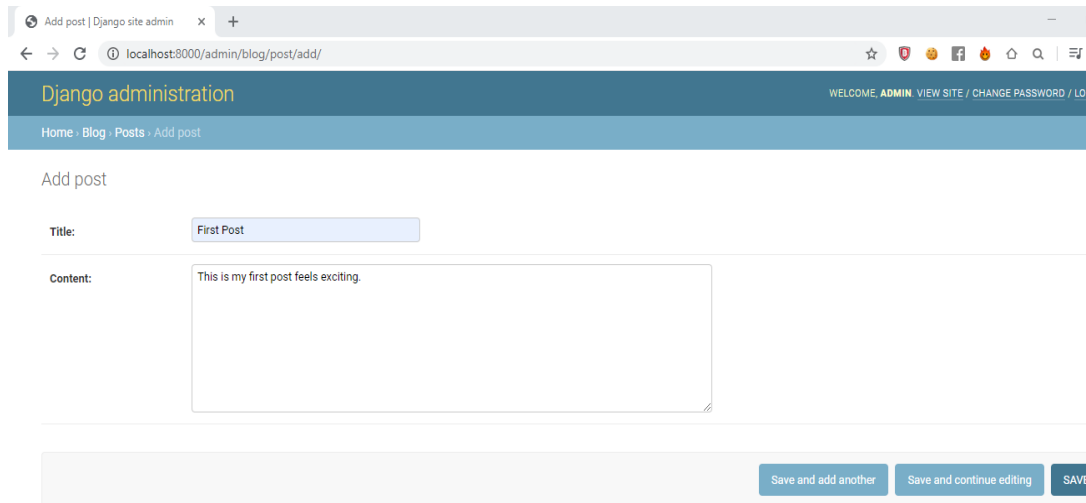 Add post | Django site admin
localhost:8000/admin/blog/post/add/
Django administration
WELCOME, ADMIN. VIEW SITE / CHANGE PASSWORD / LO
Home › Blog › Posts › Add post
Add post
Title: First Post
Content: This is my first post feels exciting.
Save and add another Save and continue editing SAVE